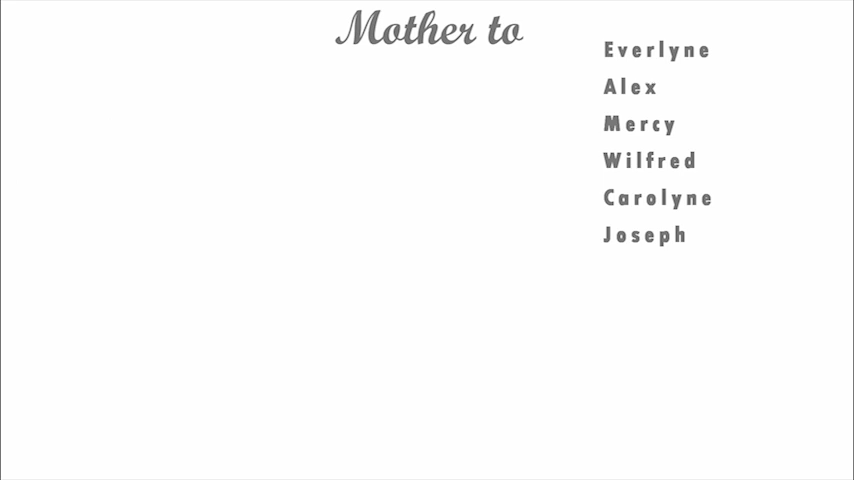 Mother to
Everlyne
Alex
Mercy
Wilfred
Carolyne
Joseph